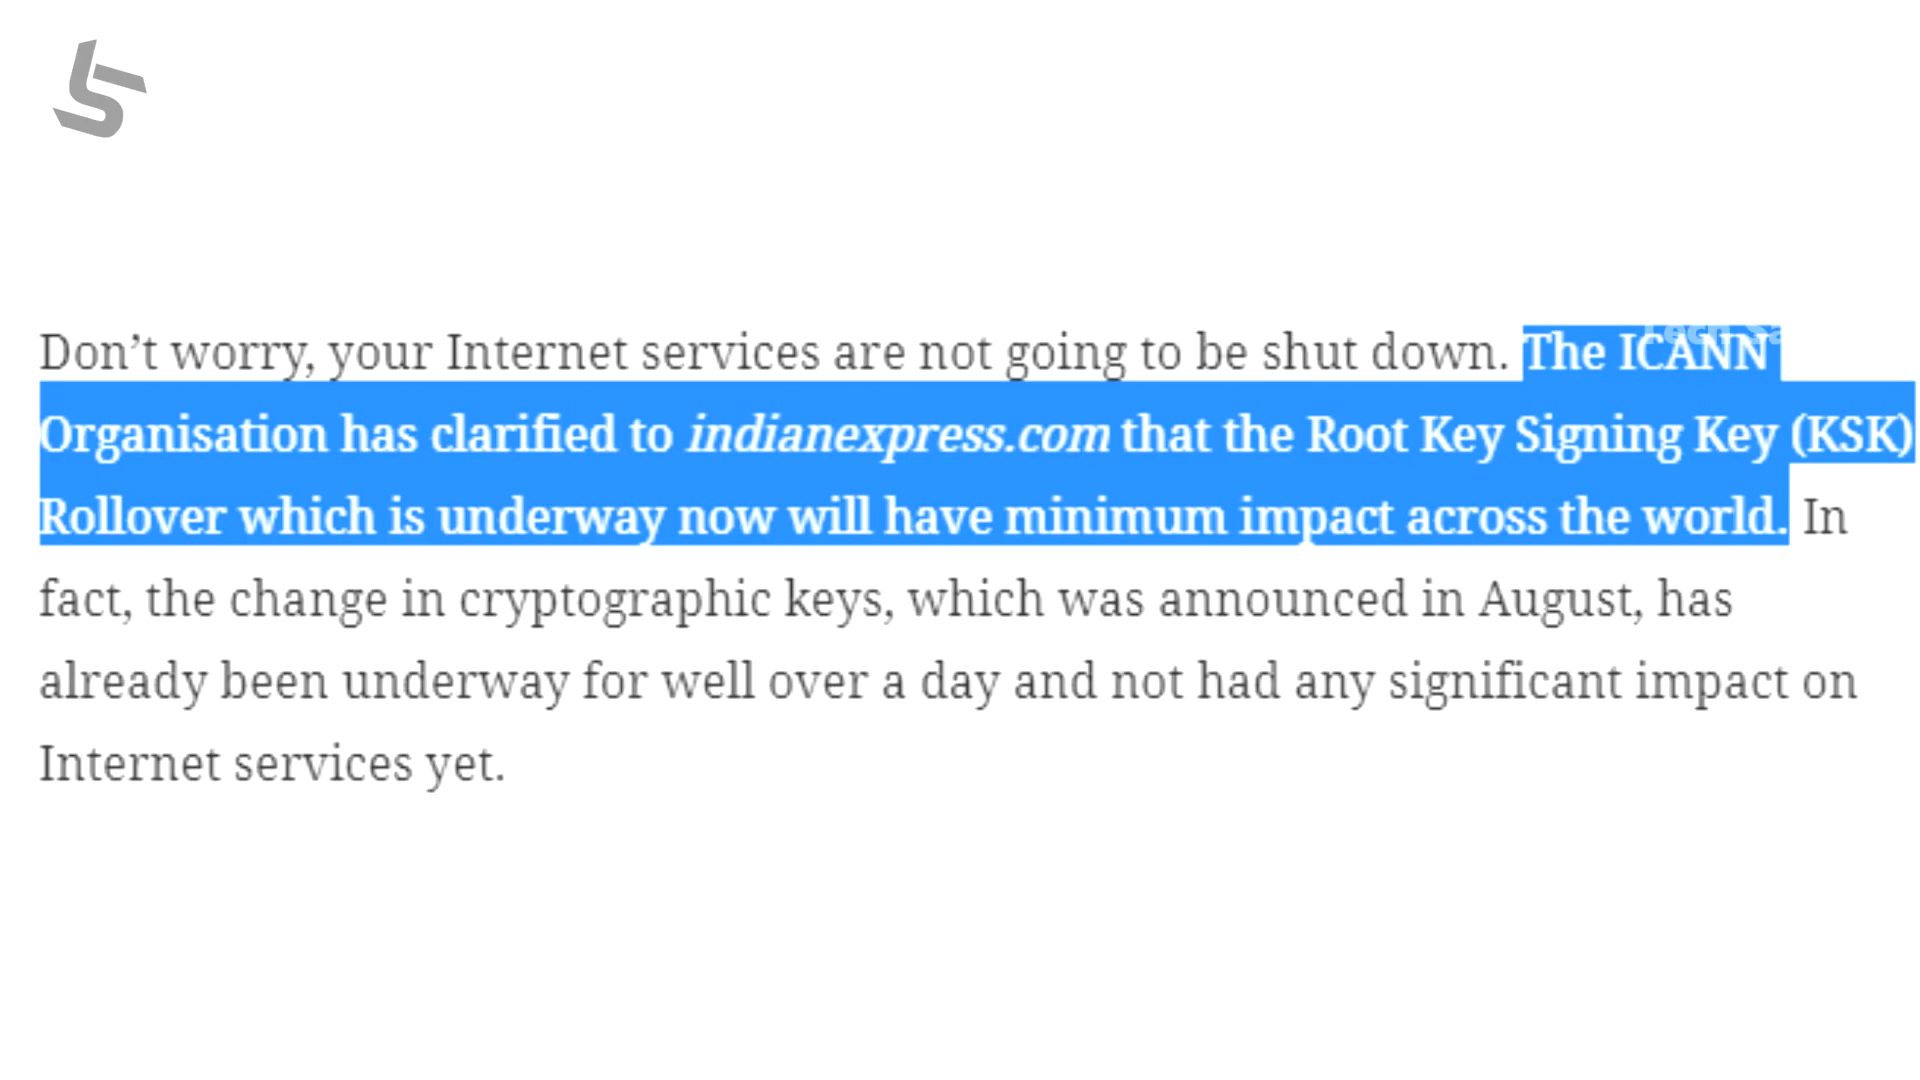 Don’t worry, your Internet services are not going to be shut down. The ICANN
Organisation has clarified to indianexpress.com that the Root Key Signing Key (KSK)
Rollover which is underway now will have minimum impact across the world. In
fact, the change in cryptographic keys, which was announced in August, has
already been underway for well over a day and not had any significant impact on
Internet services yet.
Tech